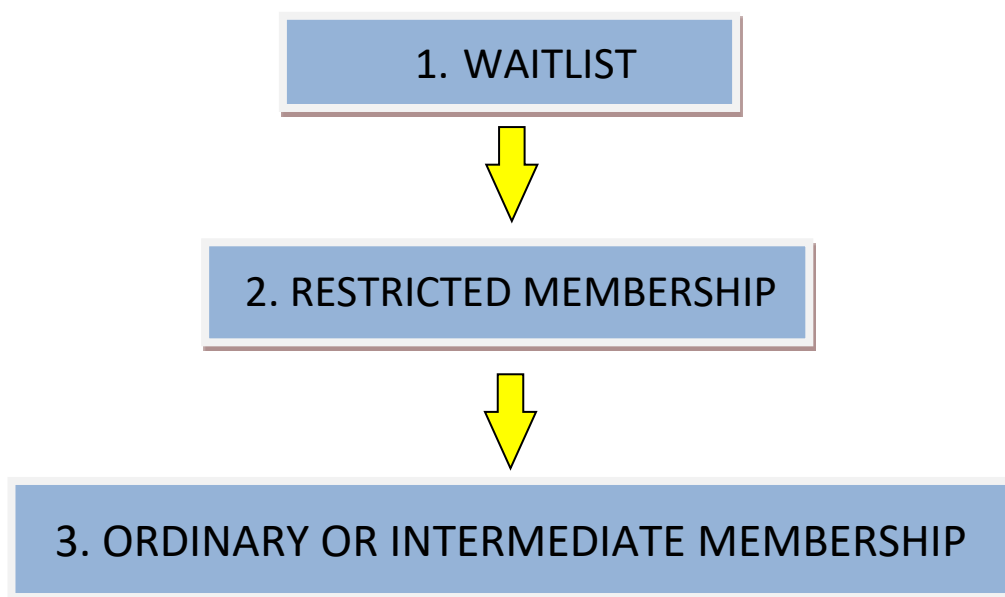 1. WAITLIST
2. RESTRICTED MEMBERSHIP
3. ORDINARY OR INTERMEDIATE MEMBERSHIP